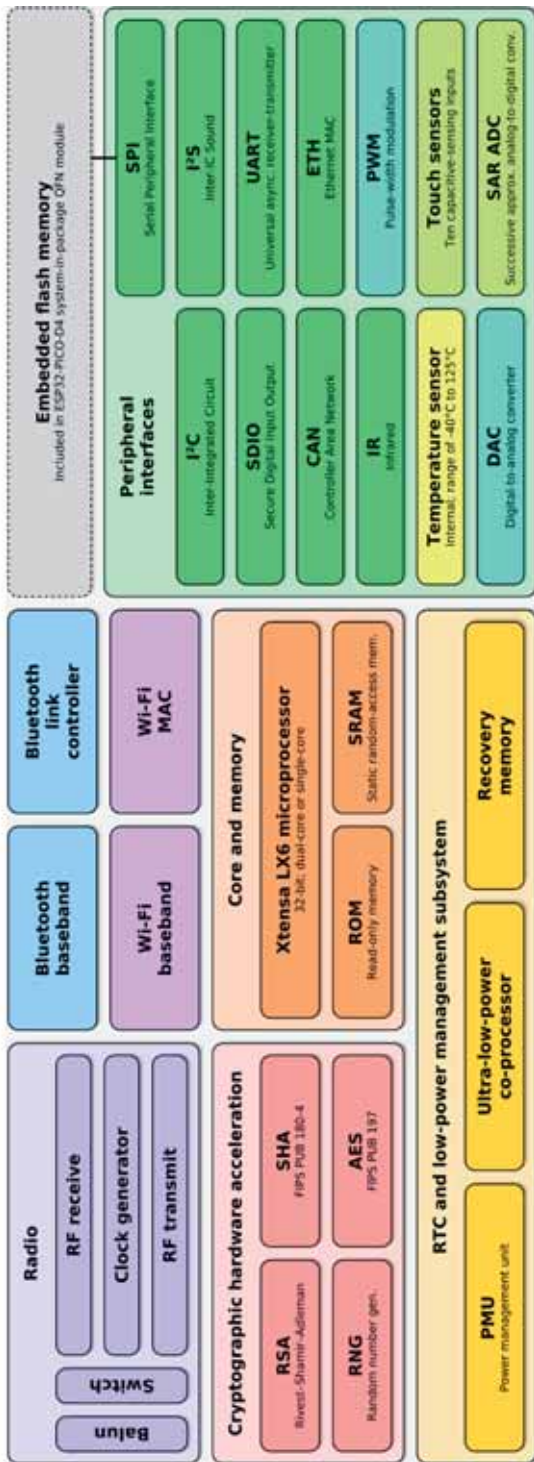 Embedded flash memory
Included in ESP32-PICO-D4 system-in-package QFN module
Peripheral
interfaces
SPI
Serial Peripheral Interface
I²C
Inter-Integrated Circuit
I²S
Inter-IC Sound
SDIO
Secure Digital Input Output
UART
Universal async. receiver-transmitter
CAN
Controller Area Network
ETH
Ethernet MAC
IR
Infrared
PWM
Pulse-width modulation
Temperature sensor
Internal, range of -40°C to 125°C
Touch sensors
Ten capacitive-sensing inputs
DAC
Digital-to-analog converter
SAR ADC
Successive approx. analog-to-digital conv.
Bluetooth
link
controller
Bluetooth
baseband
Wi-Fi
MAC
Wi-Fi
baseband
Core and memory
Xtensa LX6 microprocessor
32-bit, dual-core or single-core
ROM
Read-only memory
SRAM
Static random-access mem.
Radio
Balun
Switch
RF receive
Clock generator
RF transmit
Cryptographic hardware acceleration
RSA
Rivest-Shamir-Adleman
SHA
FIPS PUB 180-4
RNG
Random number gen.
AES
FIPS PUB 197
RTC and low-power management subsystem
PMU
Power management unit
Ultra-low-power
co-processor
Recovery
memory